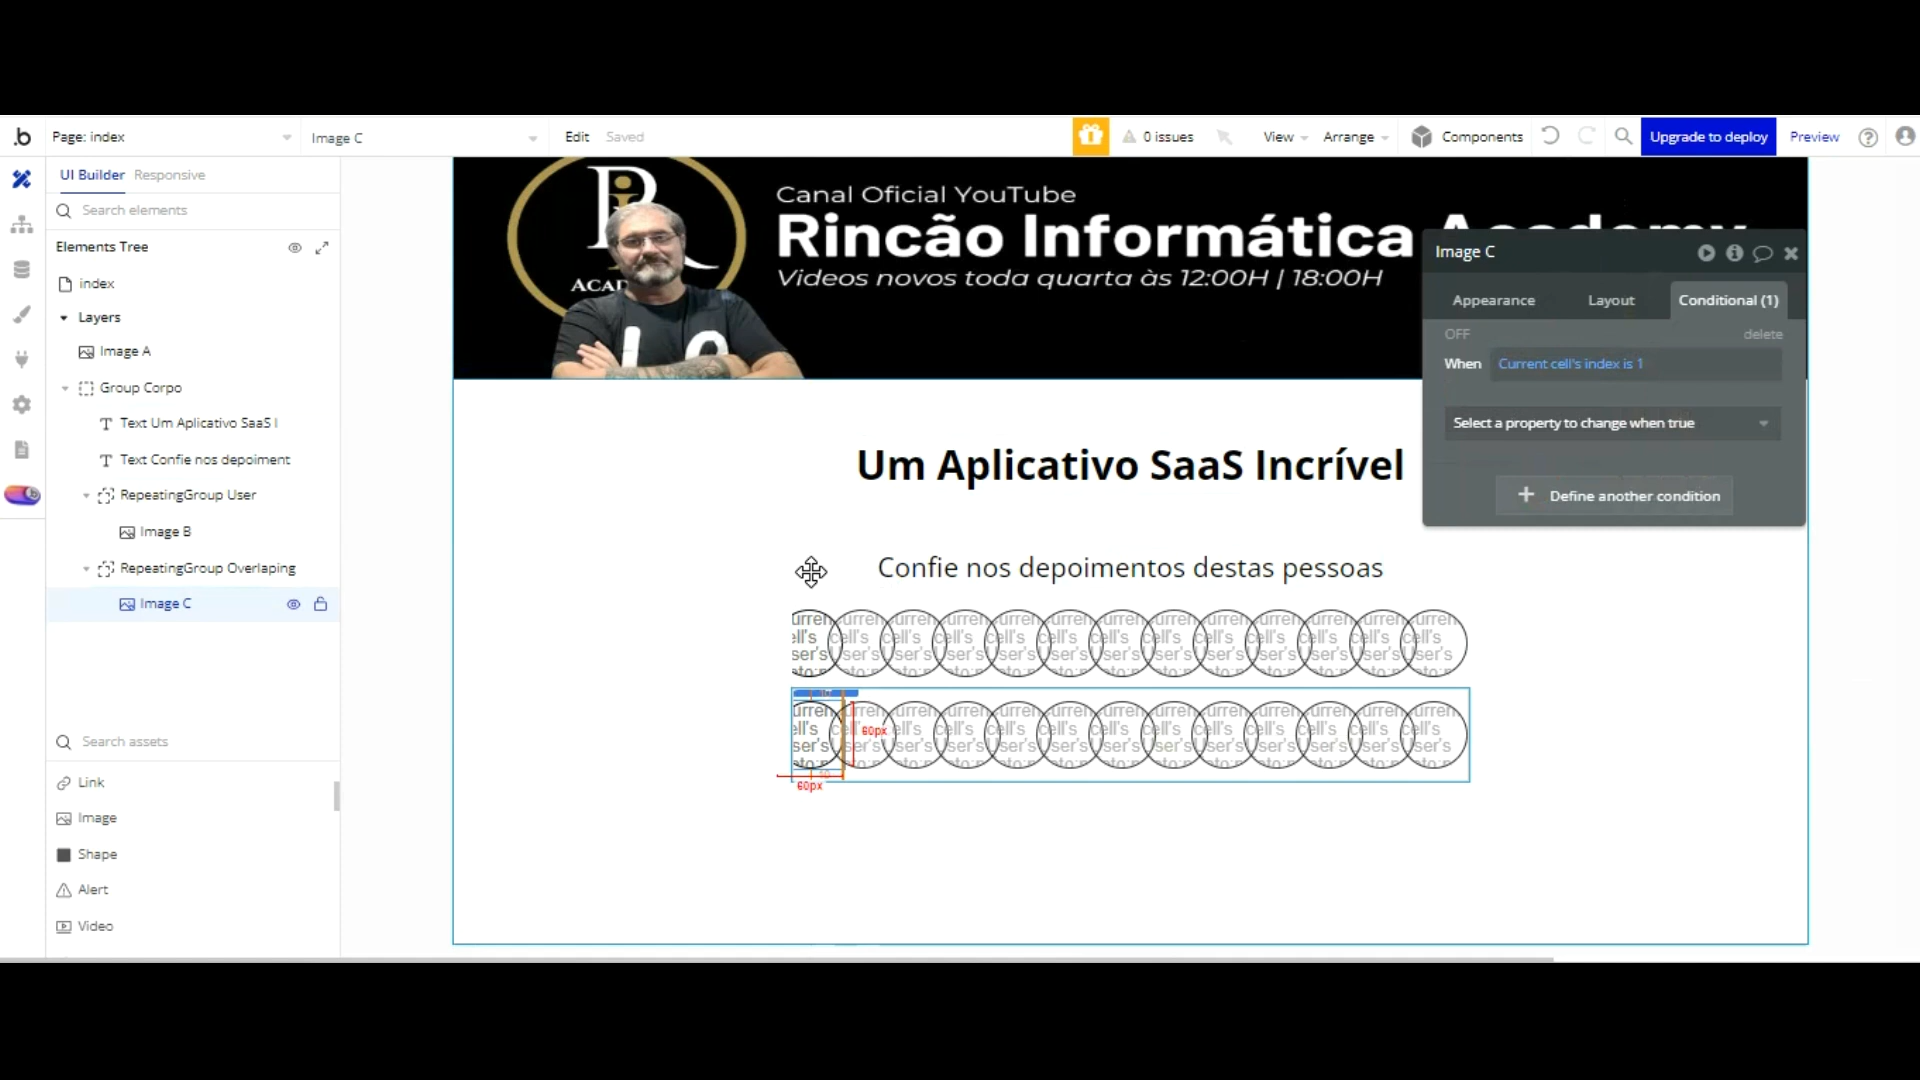 Page: index
Image C
Edit
Saved
0 issues
View
Arrange
Components
Upgrade to deploy
Preview
UI Builder
Responsive
Search elements
Elements Tree
index
Layers
Image A
Group Corpo
Text Um Aplicativo SaaS I
Text Confie nos depoiment
RepeatingGroup User
Image B
RepeatingGroup Overlaping
Image C
Search assets
Link
Image
Shape
Alert
Video
Canal Oficial YouTube
Rincão Informática Academy
Videos novos toda quarta às 12:00H | 18:00H
Um Aplicativo SaaS Incrível
Confie nos depoimentos destas pessoas
60px
60px
Image C
Appearance
Layout
Conditional (1)
OFF
delete
When
Current cell's index is 1
Select a property to change when true
Define another condition